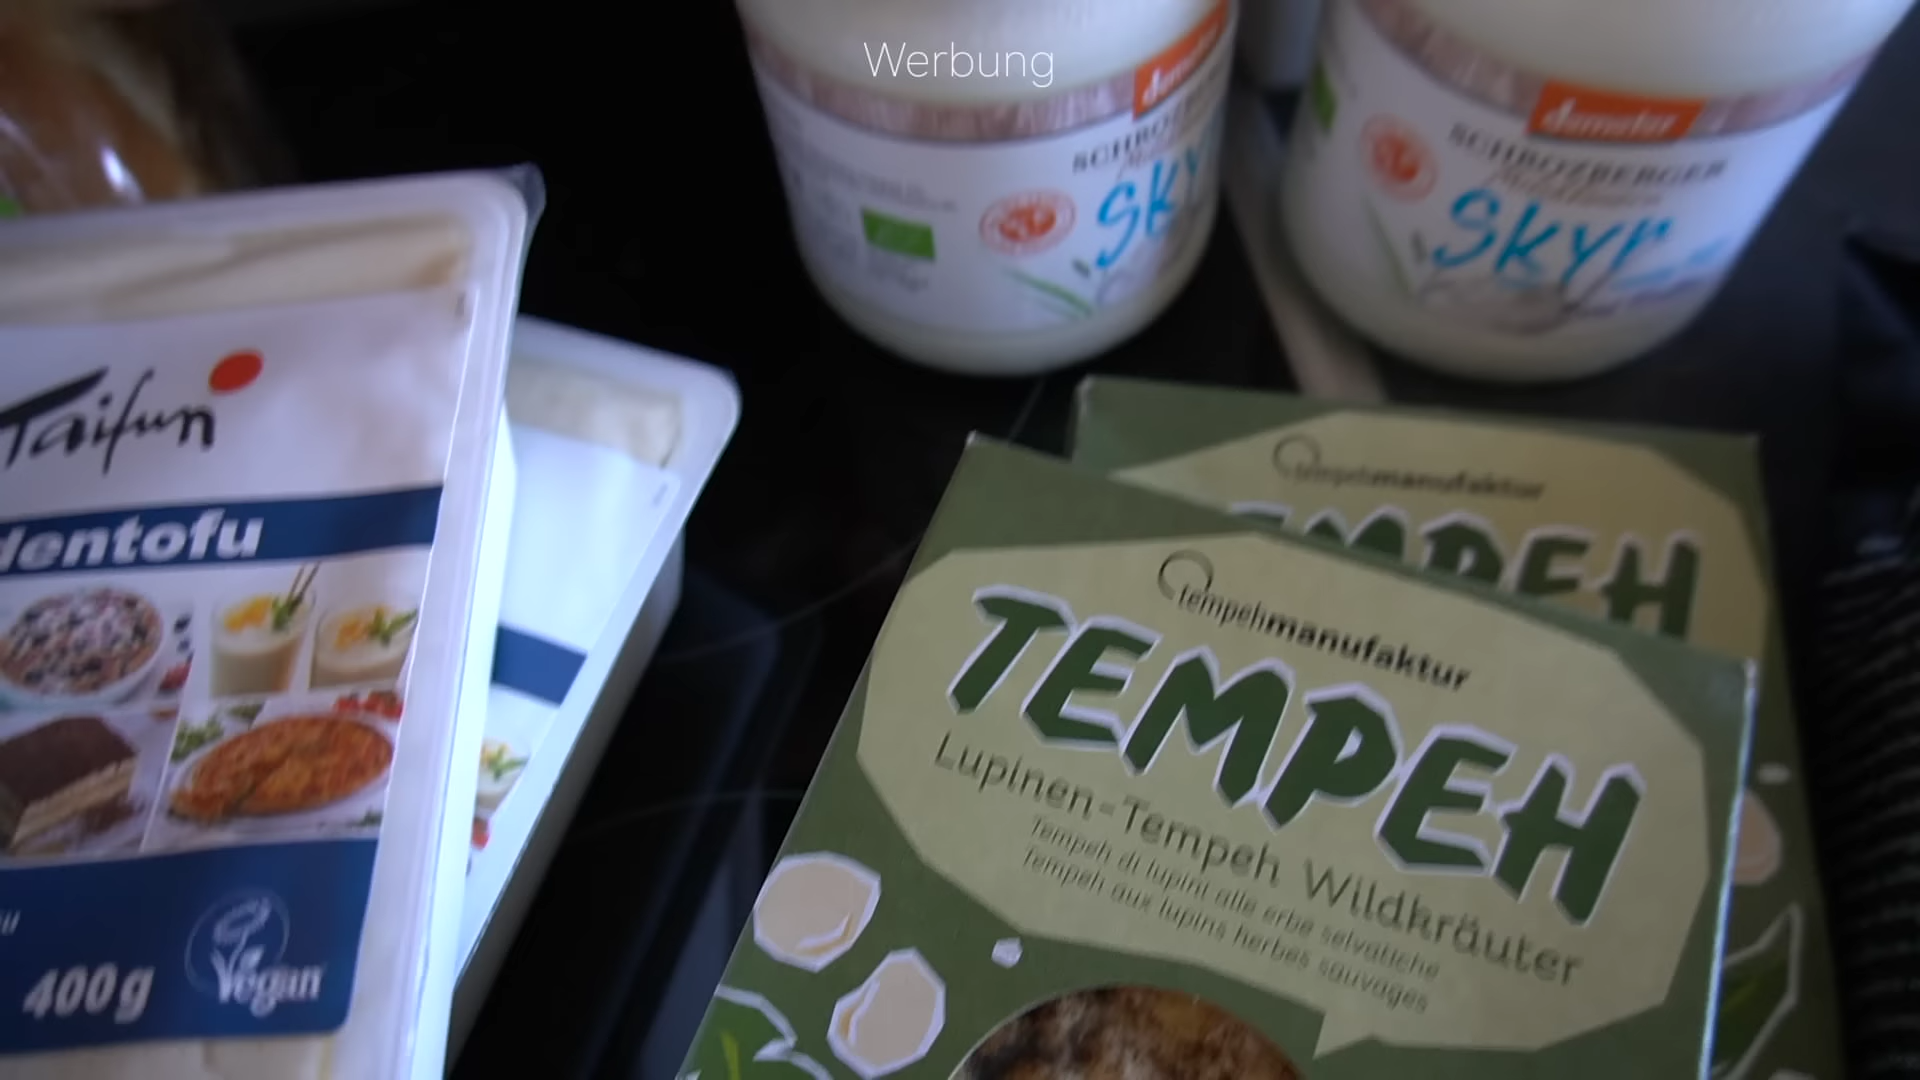 Werbung
demeter
SCHROZBERGER
Skyr
demeter
SCHROZBERGER
Skyr
Taifun
dentofu
400 g
Vegan
tempehmanufaktur
TEMPEH
tempehmanufaktur
TEMPEH
Lupinen-Tempeh Wildkräuter
Tempeh di lupini alle erbe selvatiche
Tempeh aux lupins herbes sauvages